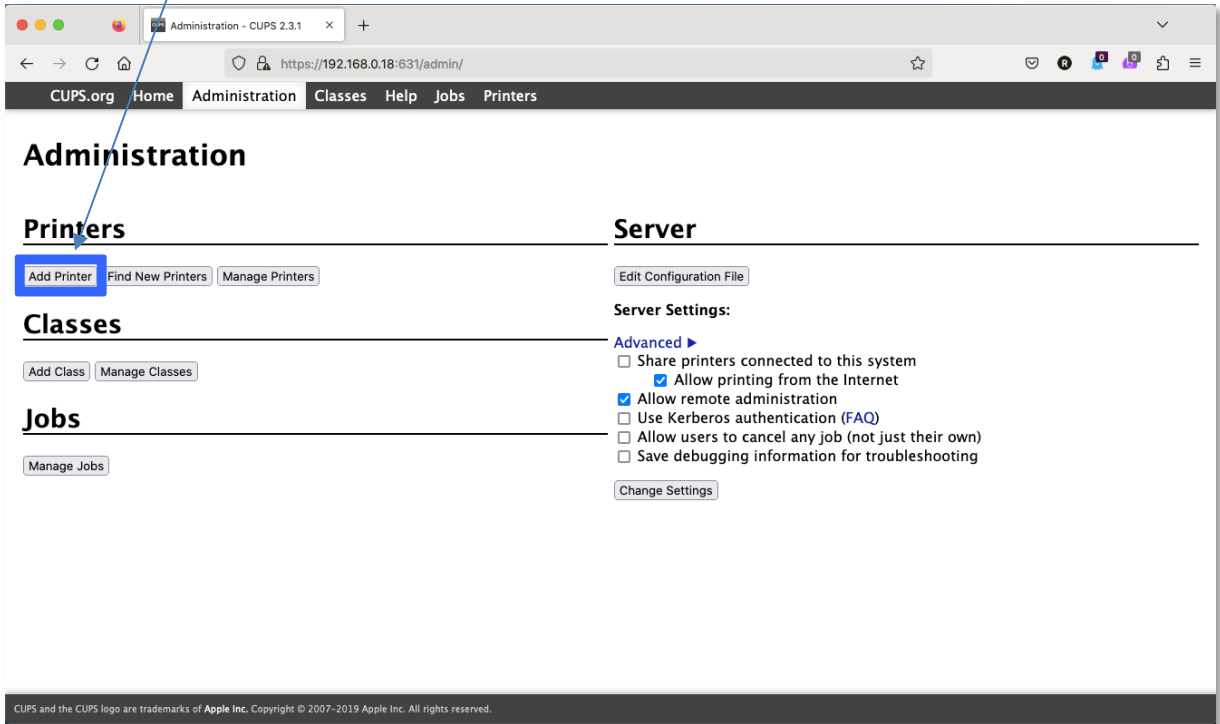 Administration - CUPS 2.3.1
https://192.168.0.18:631/admin/
CUPS.org Home Administration Classes Help Jobs Printers
Administration
Printers
Add Printer Find New Printers Manage Printers
Classes
Add Class Manage Classes
Jobs
Manage Jobs
Server
Edit Configuration File
Server Settings:
Advanced
Share printers connected to this system
Allow printing from the Internet
Allow remote administration
Use Kerberos authentication (FAQ)
Allow users to cancel any job (not just their own)
Save debugging information for troubleshooting
Change Settings
CUPS and the CUPS logo are trademarks of Apple Inc. Copyright © 2007-2019 Apple Inc. All rights reserved.